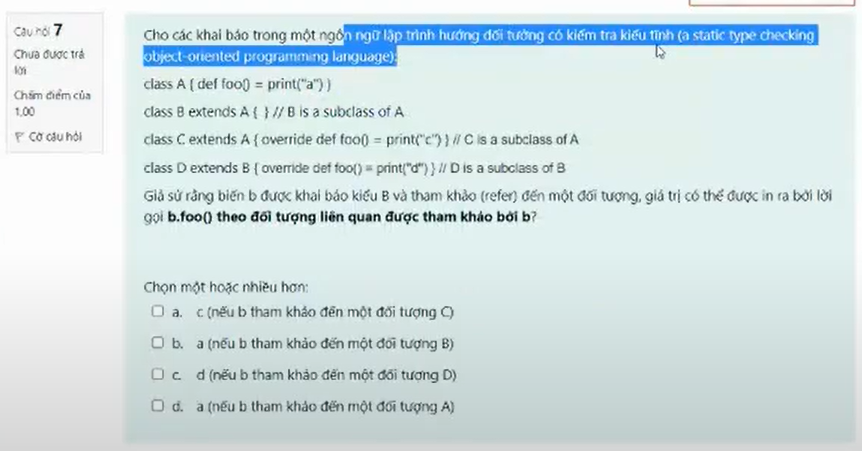 Câu hỏi 7
Chưa được trả
lời
Chấm điểm của
1,00
Cờ câu hỏi
Cho các khai báo trong một ngôn ngữ lập trình hướng đối tượng có kiểm tra kiểu tĩnh (a static type checking
object-oriented programming language):
class A { def foo() = print("a") }
class B extends A { } // B is a subclass of A
class C extends A { override def foo() = print("c") } // C is a subclass of A
class D extends B { override def foo() = print("d") } // D is a subclass of B
Giả sử rằng biến b được khai báo kiểu B và tham khảo (refer) đến một đối tượng, giá trị có thể được in ra bởi lời
gọi b.foo() theo đối tượng liên quan được tham khảo bởi b?
Chọn một hoặc nhiều hơn:
a. c (nếu b tham khảo đến một đối tượng C)
b. a (nếu b tham khảo đến một đối tượng B)
c. d (nếu b tham khảo đến một đối tượng D)
d. a (nếu b tham khảo đến một đối tượng A)